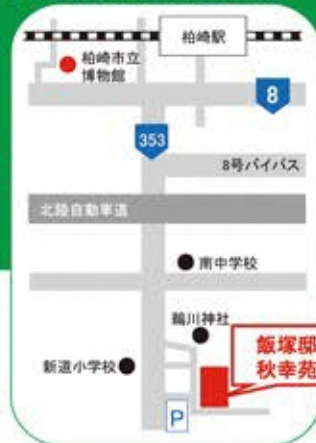 柏崎駅
柏崎市立
博物館
8
353
8号バイパス
北陸自動車道
南中学校
鵜川神社
飯塚邸
秋幸苑
新道小学校
P